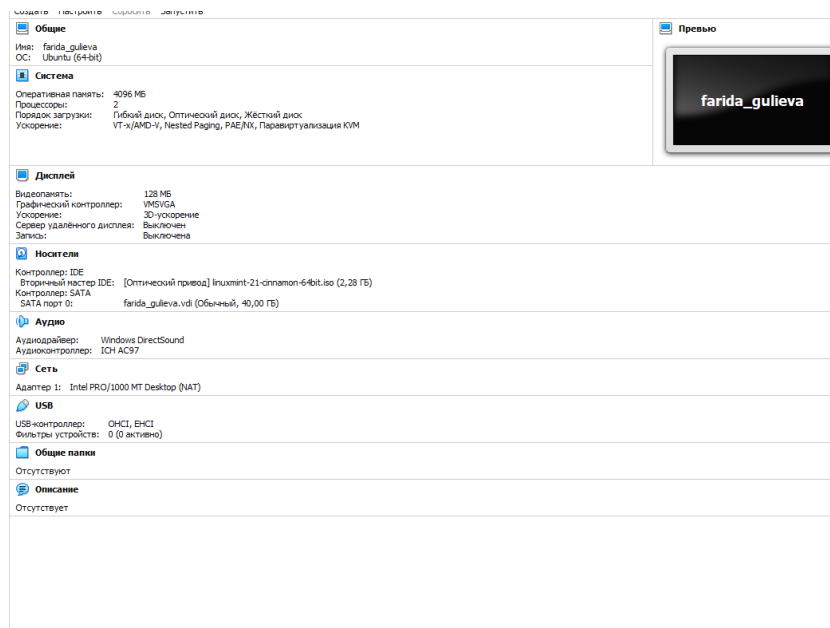 Создать Настроить Сбросить Запустить
Общие
Имя: farida_gulieva
ОС: Ubuntu (64-bit)
Система
Оперативная память: 4096 МБ
Процессоры: 2
Порядок загрузки: Гибкий диск, Оптический диск, Жёсткий диск
Ускорение: VT-x/AMD-V, Nested Paging, PAE/NX, Паравиртуализация KVM
Превью
farida_gulieva
Дисплей
Видеопамять: 128 МБ
Графический контроллер: VMSVGA
Ускорение: 3D-ускорение
Сервер удалённого дисплея: Выключен
Запись: Выключена
Носители
Контроллер: IDE
Вторичный мастер IDE: [Оптический привод] linuxmint-21-cinnamon-64bit.iso (2,28 ГБ)
Контроллер: SATA
SATA порт 0: farida_gulieva.vdi (Обычный, 40,00 ГБ)
Аудио
Аудиодрайвер: Windows DirectSound
Аудиоконтроллер: ICH AC97
Сеть
Адаптер 1: Intel PRO/1000 MT Desktop (NAT)
USB
USB-контроллер: OHCI, EHCI
Фильтры устройств: 0 (0 активно)
Общие папки
Отсутствуют
Описание
Отсутствует